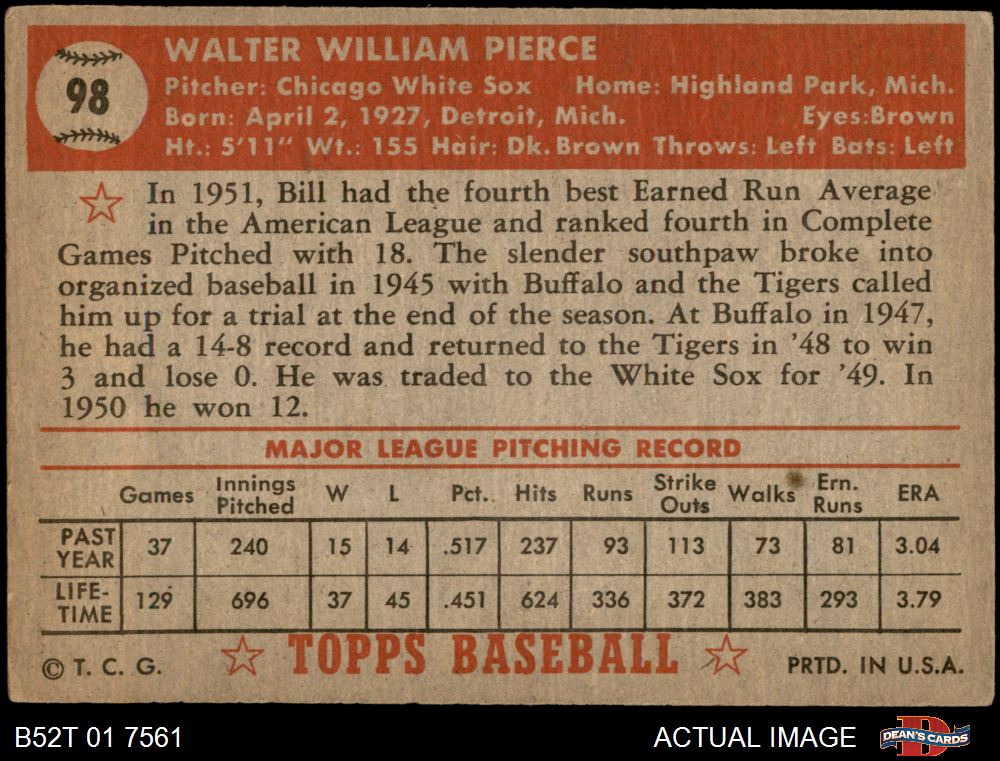 98
WALTER WILLIAM PIERCE
Pitcher: Chicago White Sox Home: Highland Park, Mich.
Born: April 2, 1927, Detroit, Mich. Eyes:Brown
Ht.: 5'11" Wt.: 155 Hair: Dk. Brown Throws: Left Bats: Left
In 1951, Bill had the fourth best Earned Run Average
in the American League and ranked fourth in Complete
Games Pitched with 18. The slender southpaw broke into
organized baseball in 1945 with Buffalo and the Tigers called
him up for a trial at the end of the season. At Buffalo in 1947,
he had a 14-8 record and returned to the Tigers in '48 to win
3 and lose 0. He was traded to the White Sox for '49. In
1950 he won 12.
MAJOR LEAGUE PITCHING RECORD
Games Innings Pitched W L Pct. Hits Runs Strike Outs Walks Ern. Runs ERA
PAST YEAR 37 240 15 14 .517 237 93 113 73 81 3.04
LIFE-TIME 129 696 37 45 .451 624 336 372 383 293 3.79
© T. C. G. TOPPS BASEBALL PRTD. IN U.S.A.
B52T 01 7561 ACTUAL IMAGE D DEAN'S CARDS